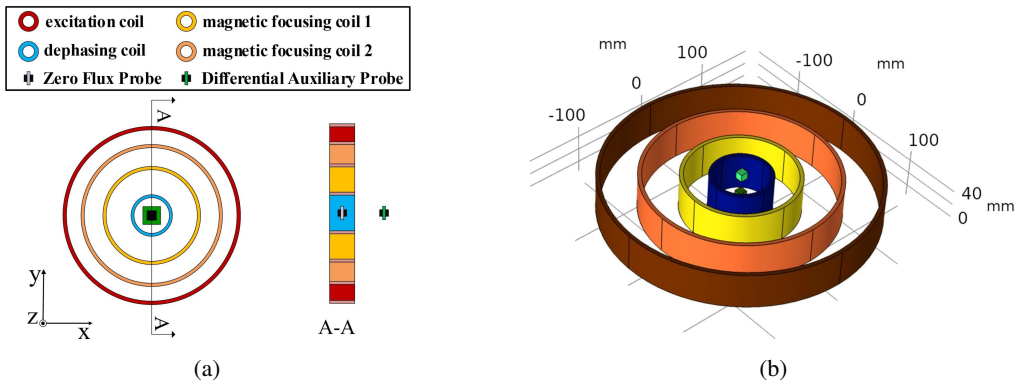 excitation coil
magnetic focusing coil 1
dephasing coil
magnetic focusing coil 2
Zero Flux Probe
Differential Auxiliary Probe
A
A
y
z
x
A-A
mm
100
0
-100
-100
mm
0
100
40
0
mm
(a)
(b)